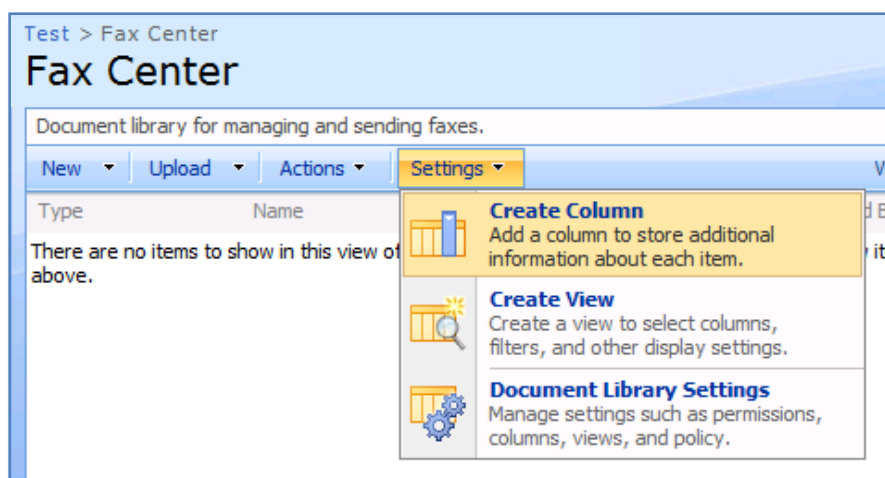 Test > Fax Center
Fax Center
Document library for managing and sending faxes.
New Upload Actions Settings
Type Name
There are no items to show in this view of
above.
Create Column
Add a column to store additional
information about each item.
Create View
Create a view to select columns,
filters, and other display settings.
Document Library Settings
Manage settings such as permissions,
columns, views, and policy.